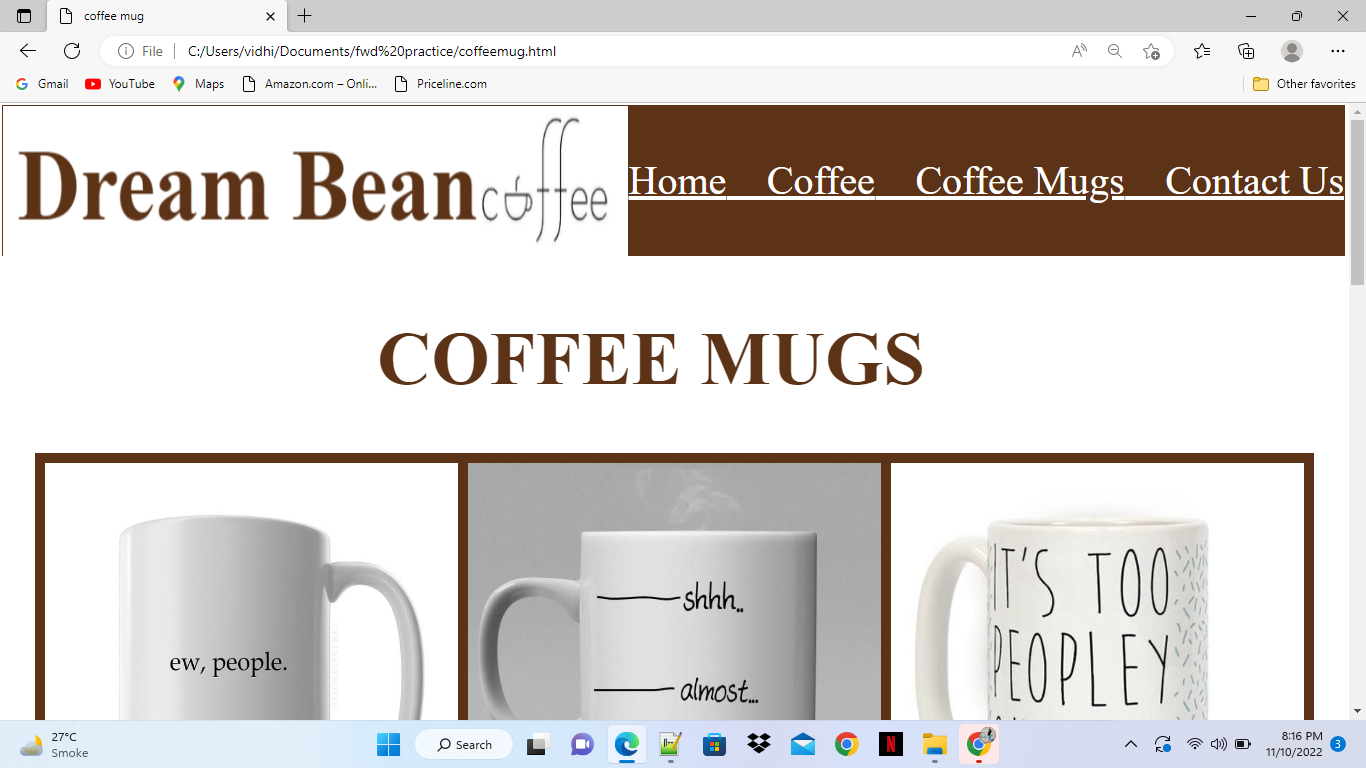 coffee mug
File
C:/Users/vidhi/Documents/fwd%20practice/coffeemug.html
Gmail
YouTube
Maps
Amazon.com – Onli...
Priceline.com
Other favorites
Dream Bean coffee
Home
Coffee
Coffee Mugs
Contact Us
COFFEE MUGS
ew, people.
shhh..
almost...
IT'S TOO
PEOPLEY
27°C
Smoke
Search
8:16 PM
11/10/2022
3